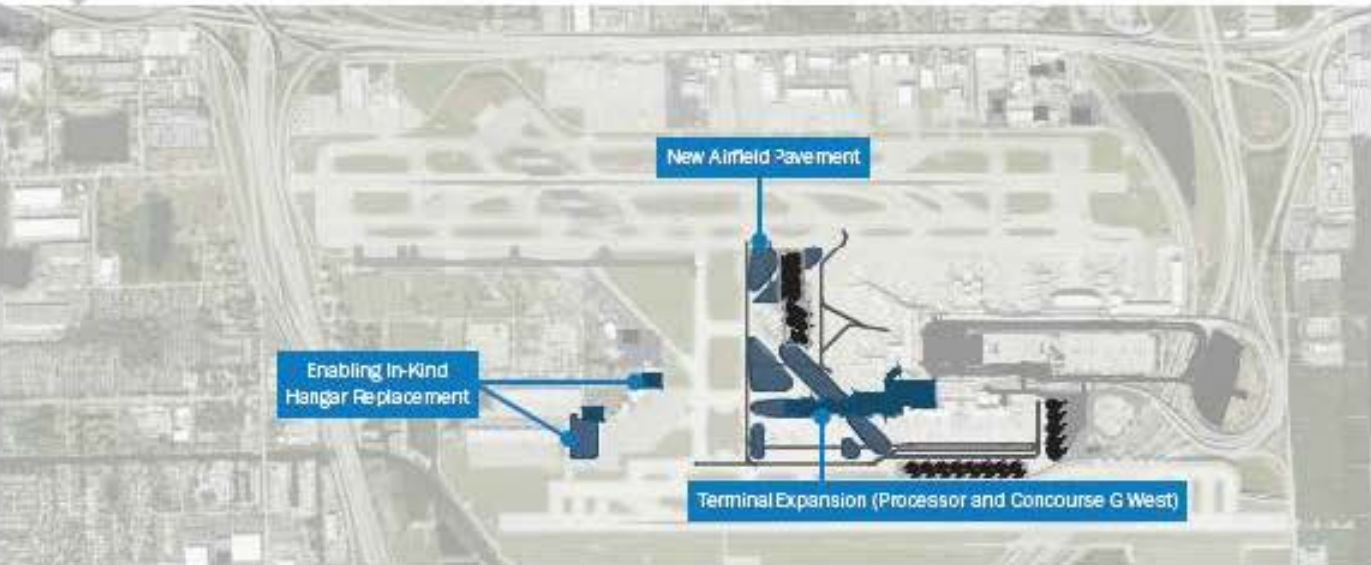 New Airfield Pavement
Enabling In-Kind
Hangar Replacement
Terminal Expansion (Processor and Concourse G West)